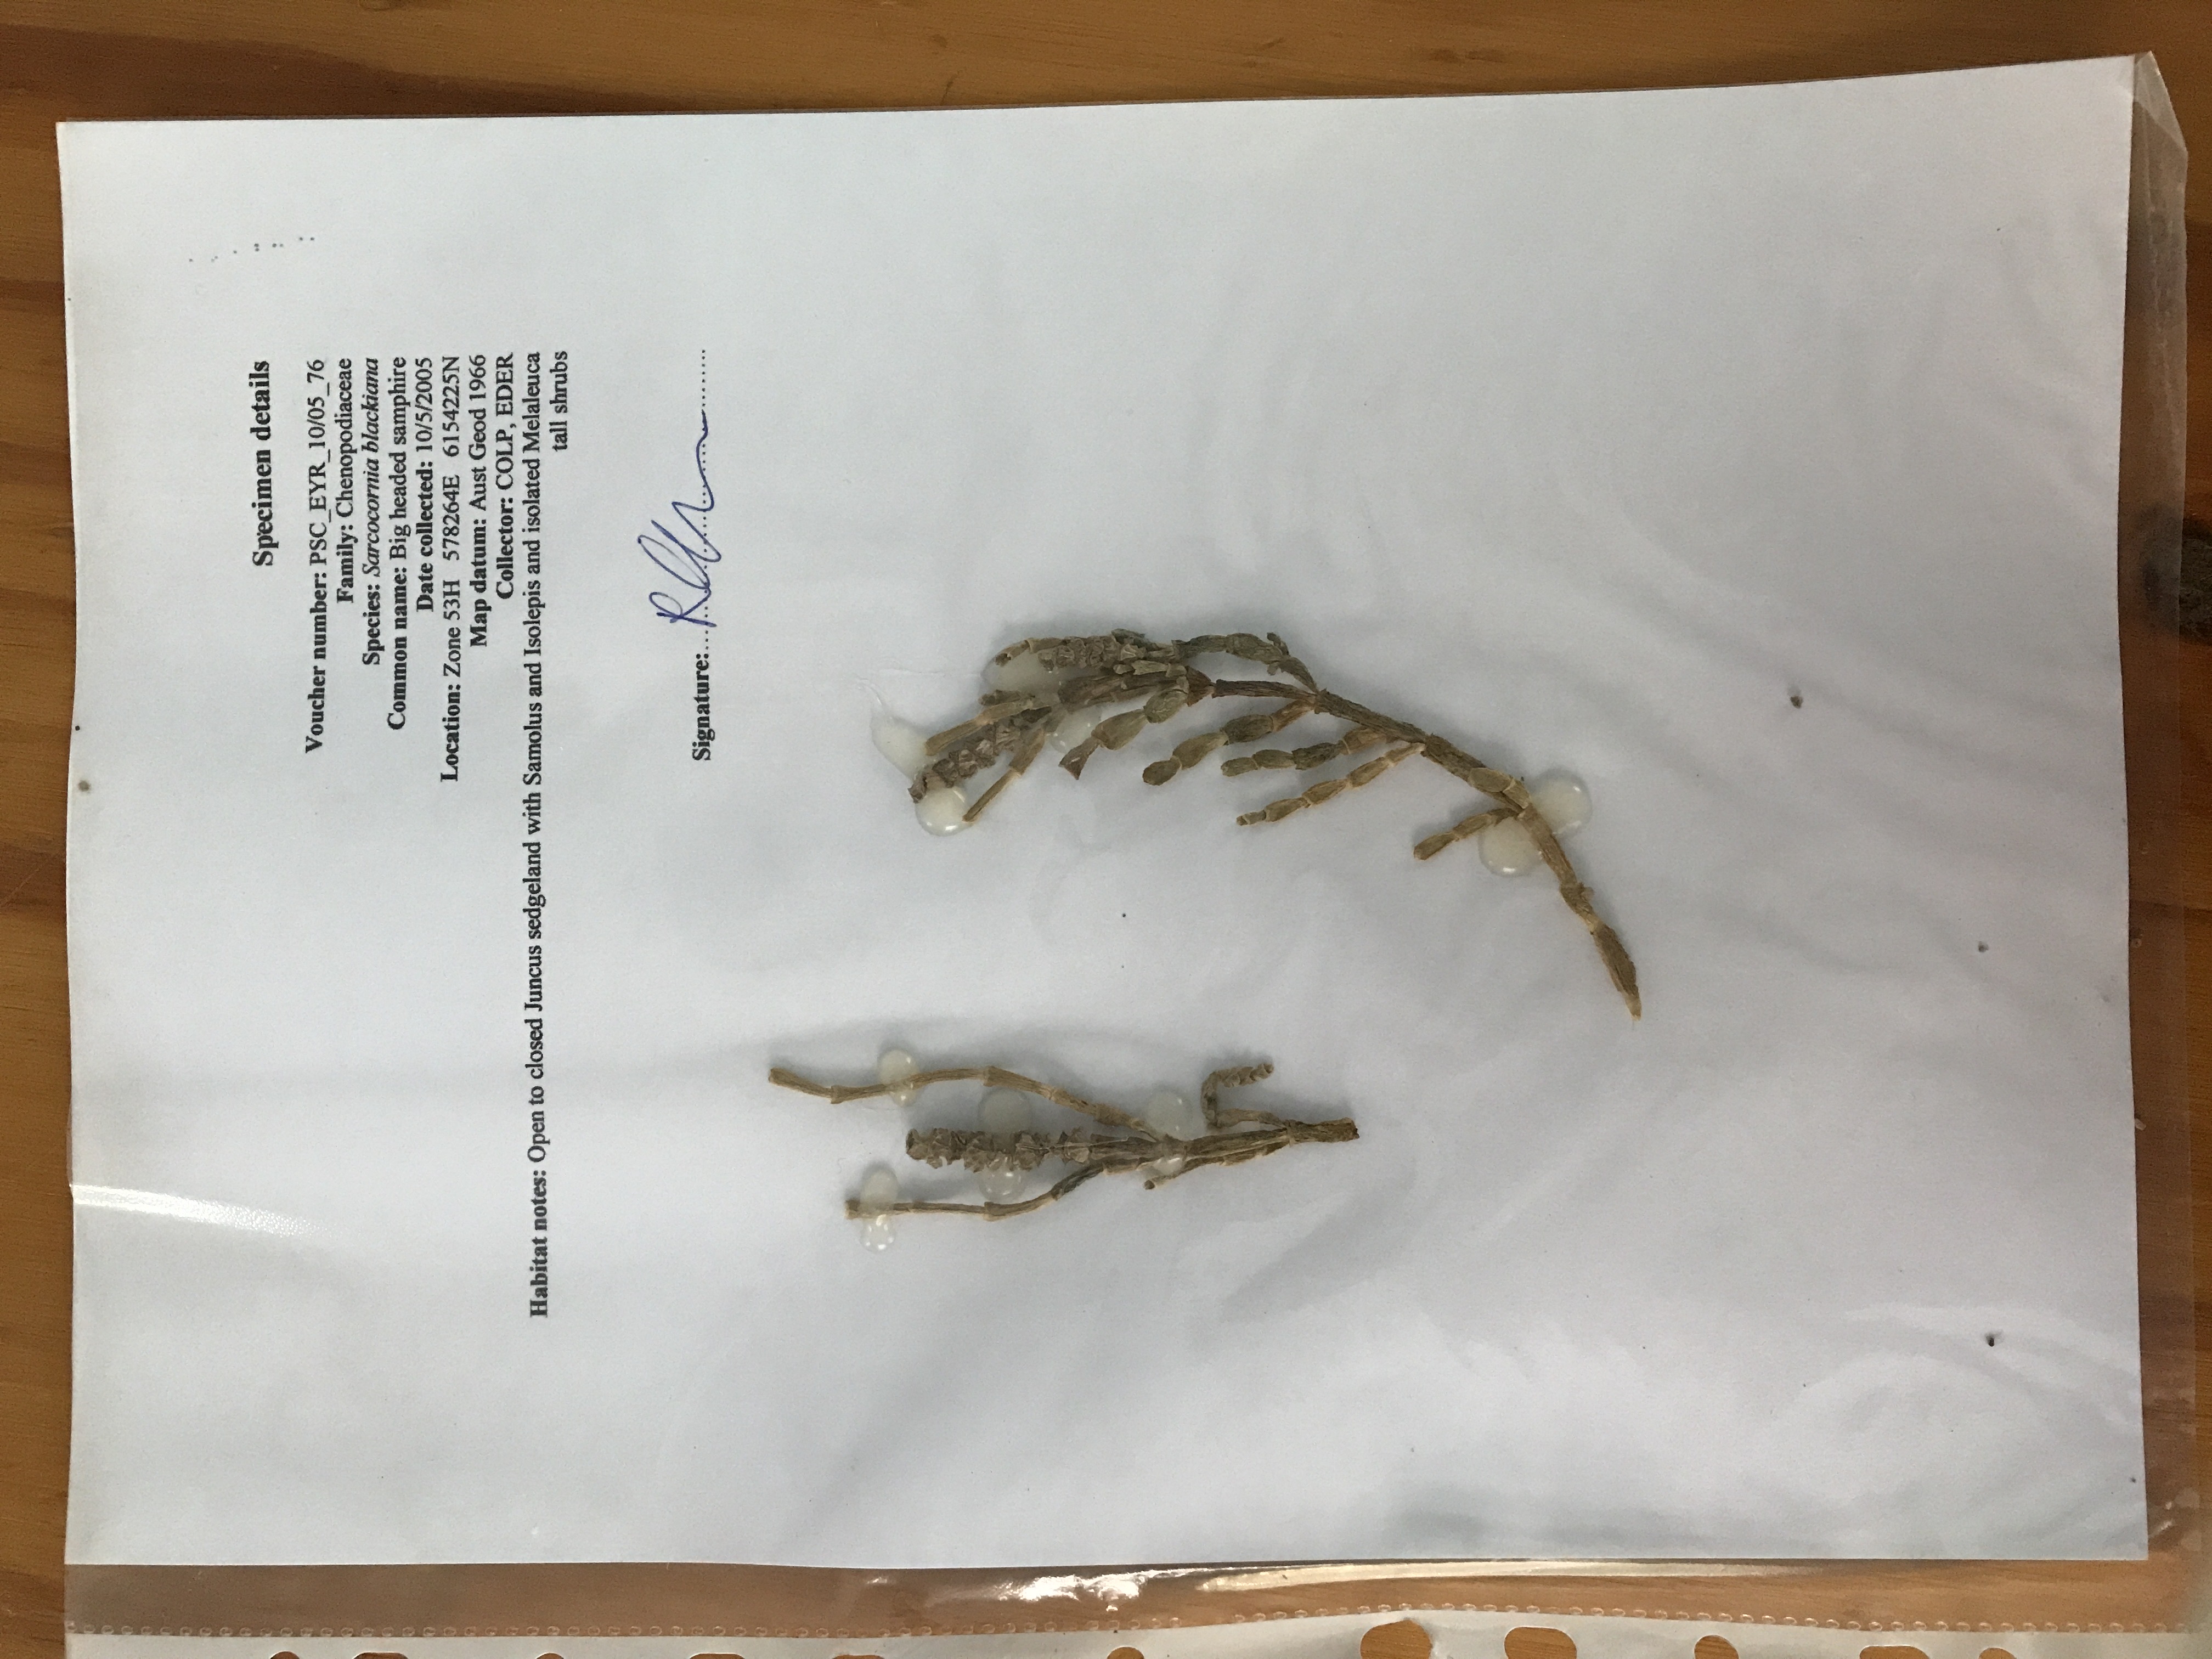 Specimen details
Voucher number: PSC_EYR_10/05_76
Family: Chenopodiaceae
Species: Sarcocornia blackiana
Common name: Big headed samphire
Date collected: 10/5/2005
Location: Zone 53H 578264E 6154225N
Map datum: Aust Geod 1966
Collector: COLP, EDER
Habitat notes: Open to closed Juncus sedgeland with Samolus and Isolepis and isolated Melaleuca
tall shrubs
Signature: